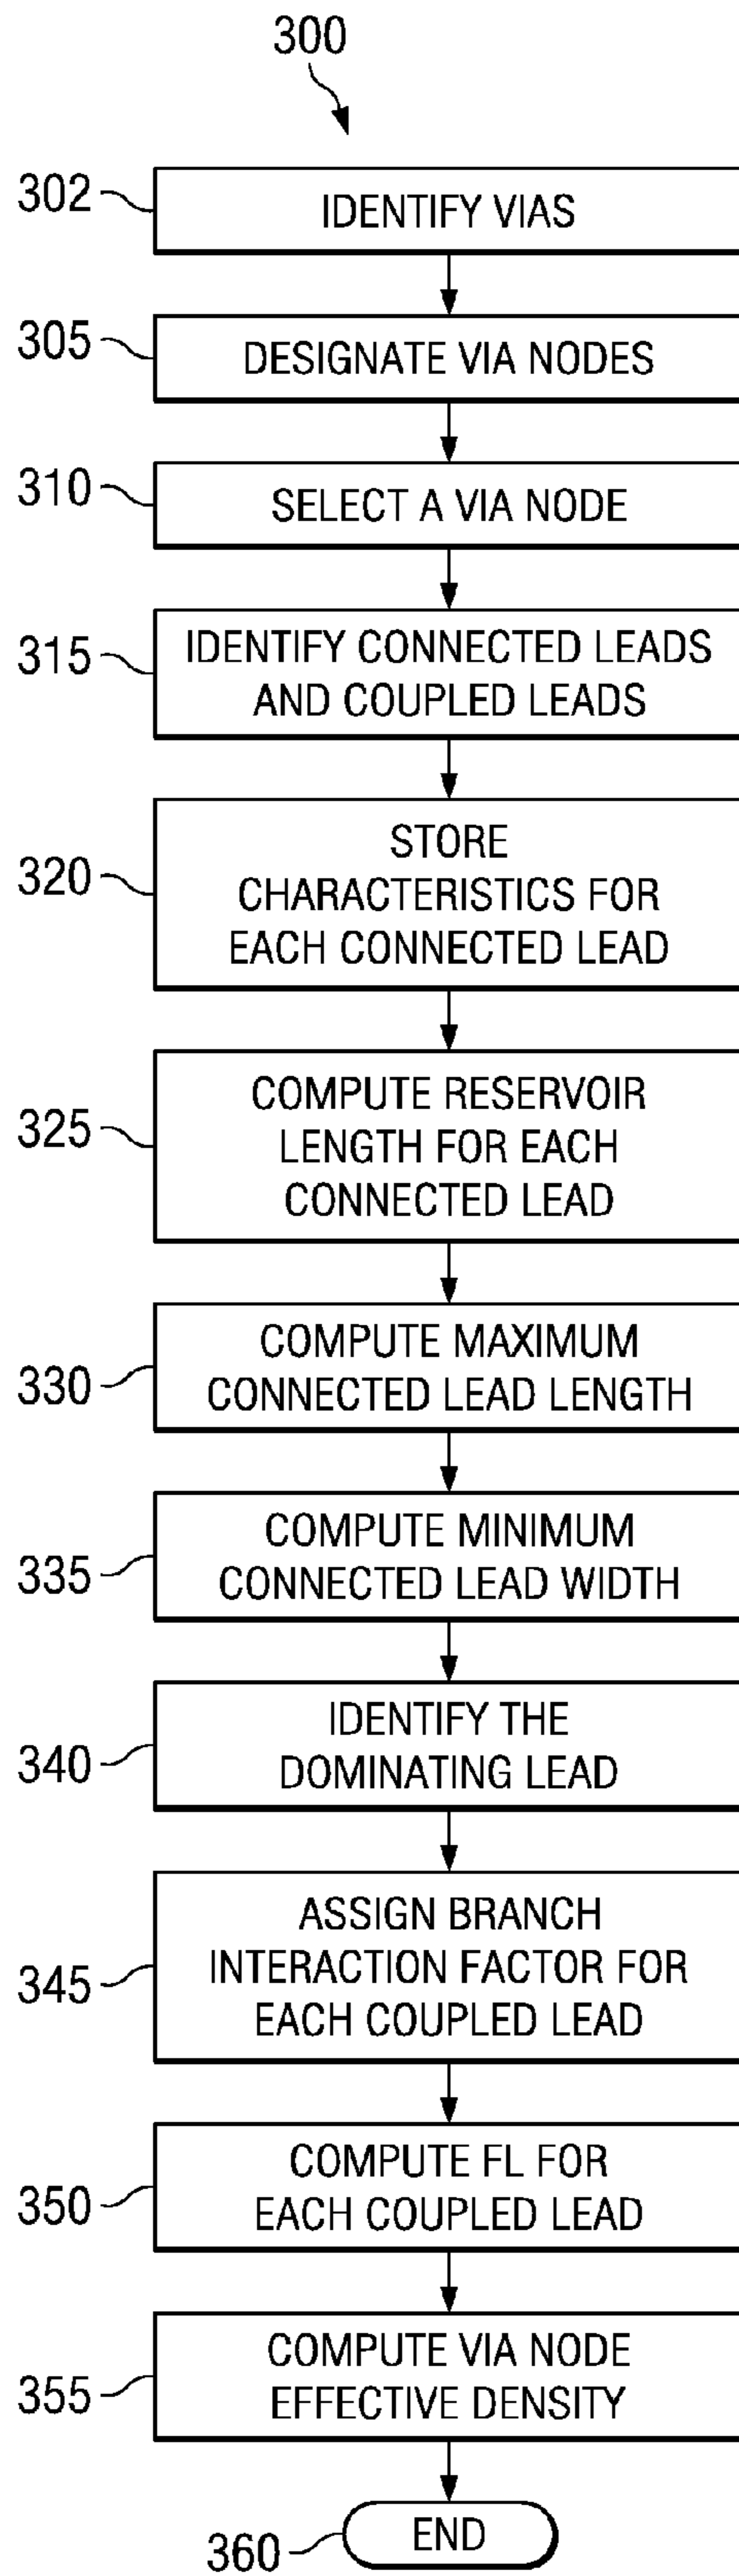 300
302
IDENTIFY VIAS
305
DESIGNATE VIA NODES
310
SELECT A VIA NODE
315
IDENTIFY CONNECTED LEADS
AND COUPLED LEADS
320
STORE
CHARACTERISTICS FOR
EACH CONNECTED LEAD
325
COMPUTE RESERVOIR
LENGTH FOR EACH
CONNECTED LEAD
330
COMPUTE MAXIMUM
CONNECTED LEAD LENGTH
335
COMPUTE MINIMUM
CONNECTED LEAD WIDTH
340
IDENTIFY THE
DOMINATING LEAD
345
ASSIGN BRANCH
INTERACTION FACTOR FOR
EACH COUPLED LEAD
350
COMPUTE FL FOR
EACH COUPLED LEAD
355
COMPUTE VIA NODE
EFFECTIVE DENSITY
360
END